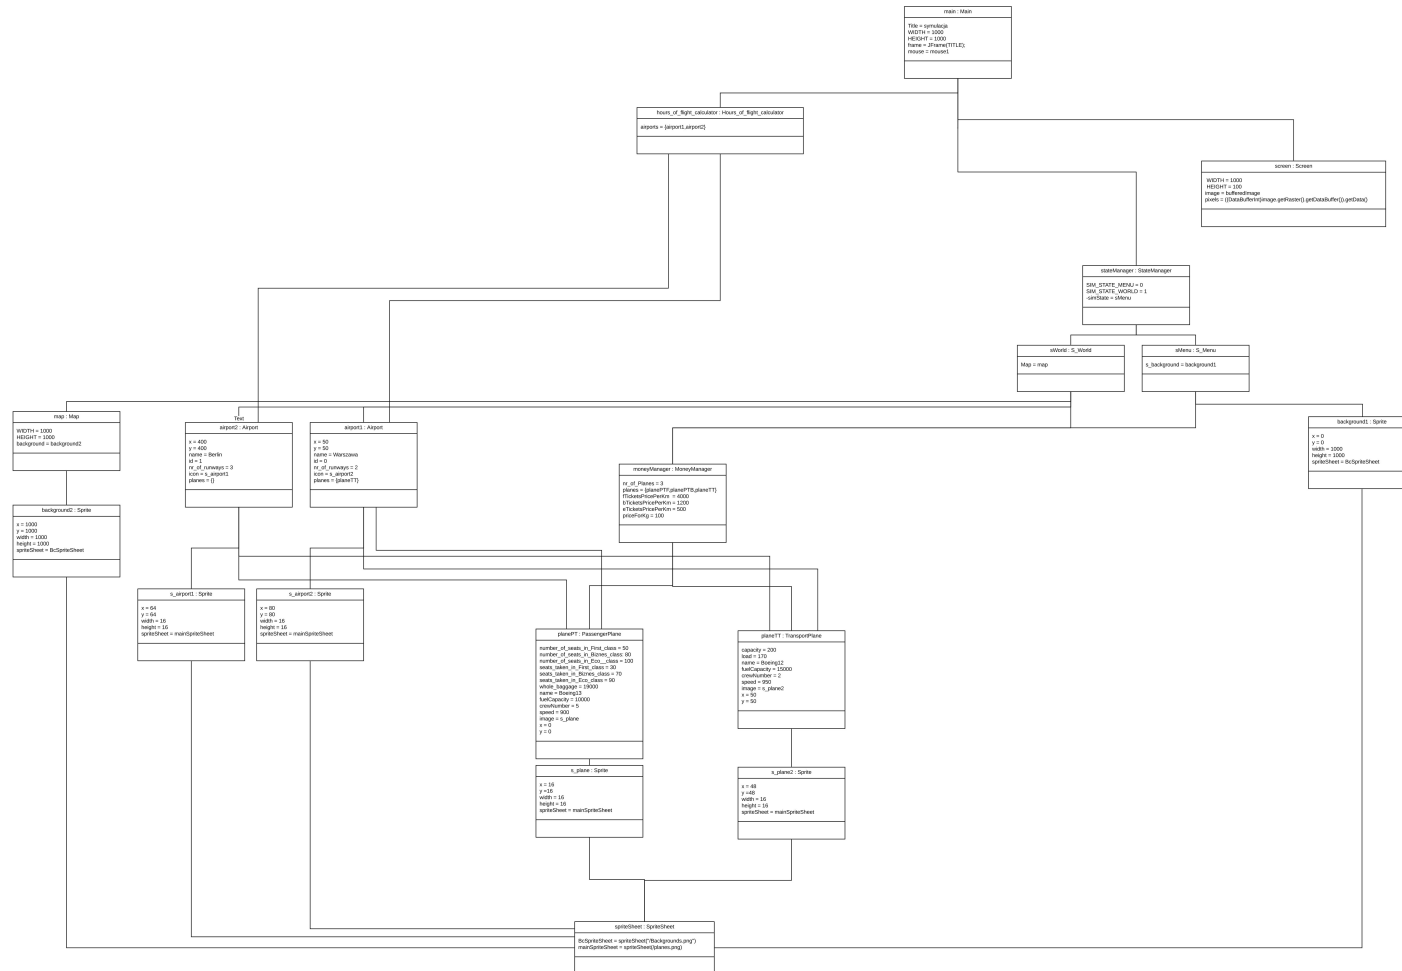 main : Main
Title = symulacja
WIDTH = 1000
HEIGHT = 1000
frame = JFrame(TITLE);
mouse = mouse1
hours_of_flight_calculator : Hours_of_flight_calculator
airports = {airport1,airport2}
screen : Screen
WIDTH = 1000
HEIGHT = 100
image = bufferedImage
pixels = ((DataBufferInt)image.getRaster().getDataBuffer()).getData()
stateManager : StateManager
SIM_STATE_MENU = 0
SIM_STATE_WORLD = 1
-simState = sMenu
sWorld : S_World
Map = map
sMenu : S_Menu
s_background = background1
map : Map
WIDTH = 1000
HEIGHT = 1000
background = background2
Text
airport2 : Airport
x = 400
y = 400
name = Berlin
id = 1
nr_of_runways = 3
icon = s_airport1
planes = {}
airport1 : Airport
x = 50
y = 50
name = Warszawa
id = 0
nr_of_runways = 2
icon = s_airport2
planes = {planeTT}
background1 : Sprite
x = 0
y = 0
width = 1000
height = 1000
spriteSheet = BcSpriteSheet
moneyManager : MoneyManager
nr_of_Planes = 3
planes = {planePTF,planePTB,planeTT}
fTicketsPricePerKm  = 4000
bTicketsPricePerKm = 1200
eTicketsPricePerKm = 500
priceForKg = 100
background2 : Sprite
x = 1000
y = 1000
width = 1000
height = 1000
spriteSheet = BcSpriteSheet
s_airport1 : Sprite
x = 64
y = 64
width = 16
height = 16
spriteSheet = mainSpriteSheet
s_airport2 : Sprite
x = 80
y = 80
width = 16
height = 16
spriteSheet = mainSpriteSheet
planePT : PassengerPlane
number_of_seats_in_First_class = 50
number_of_seats_in_Biznes_class: 80
number_of_seats_in_Eco__class = 100
seats_taken_in_First_class = 30
seats_taken_in_Biznes_class = 70
seats_taken_in_Eco_class = 90
whole_baggage = 19000
name = Boeing13
fuelCapacity = 10000
crewNumber = 5
speed = 900
image = s_plane
x = 0
y = 0
planeTT : TransportPlane
capacity = 200
load = 170
name = Boeing12
fuelCapacity = 15000
crewNumber = 2
speed = 950
image = s_plane2
x = 50
y = 50
s_plane : Sprite
x = 16
y =16
width = 16
height = 16
spriteSheet = mainSpriteSheet
s_plane2 : Sprite
x = 48
y =48
width = 16
height = 16
spriteSheet = mainSpriteSheet
spriteSheet : SpriteSheet
BcSpriteSheet = spriteSheet("/Backgrounds.png")
mainSpriteSheet = spriteSheet(/planes.png)